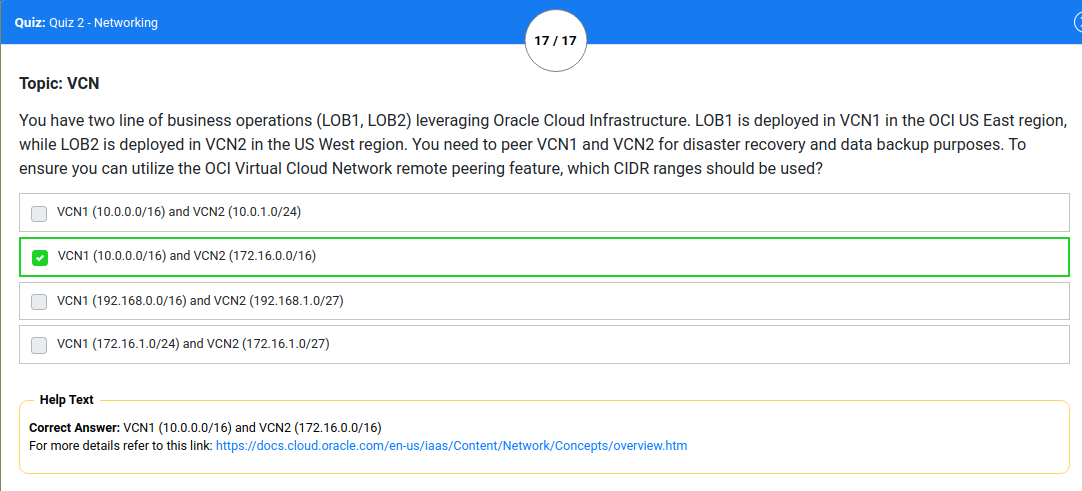 Quiz: Quiz 2 - Networking
17 / 17
Topic: VCN
You have two line of business operations (LOB1, LOB2) leveraging Oracle Cloud Infrastructure. LOB1 is deployed in VCN1 in the OCI US East region,
while LOB2 is deployed in VCN2 in the US West region. You need to peer VCN1 and VCN2 for disaster recovery and data backup purposes. To
ensure you can utilize the OCI Virtual Cloud Network remote peering feature, which CIDR ranges should be used?
VCN1 (10.0.0.0/16) and VCN2 (10.0.1.0/24)
VCN1 (10.0.0.0/16) and VCN2 (172.16.0.0/16)
VCN1 (192.168.0.0/16) and VCN2 (192.168.1.0/27)
VCN1 (172.16.1.0/24) and VCN2 (172.16.1.0/27)
Help Text
Correct Answer: VCN1 (10.0.0.0/16) and VCN2 (172.16.0.0/16)
For more details refer to this link: https://docs.cloud.oracle.com/en-us/iaas/Content/Network/Concepts/overview.htm